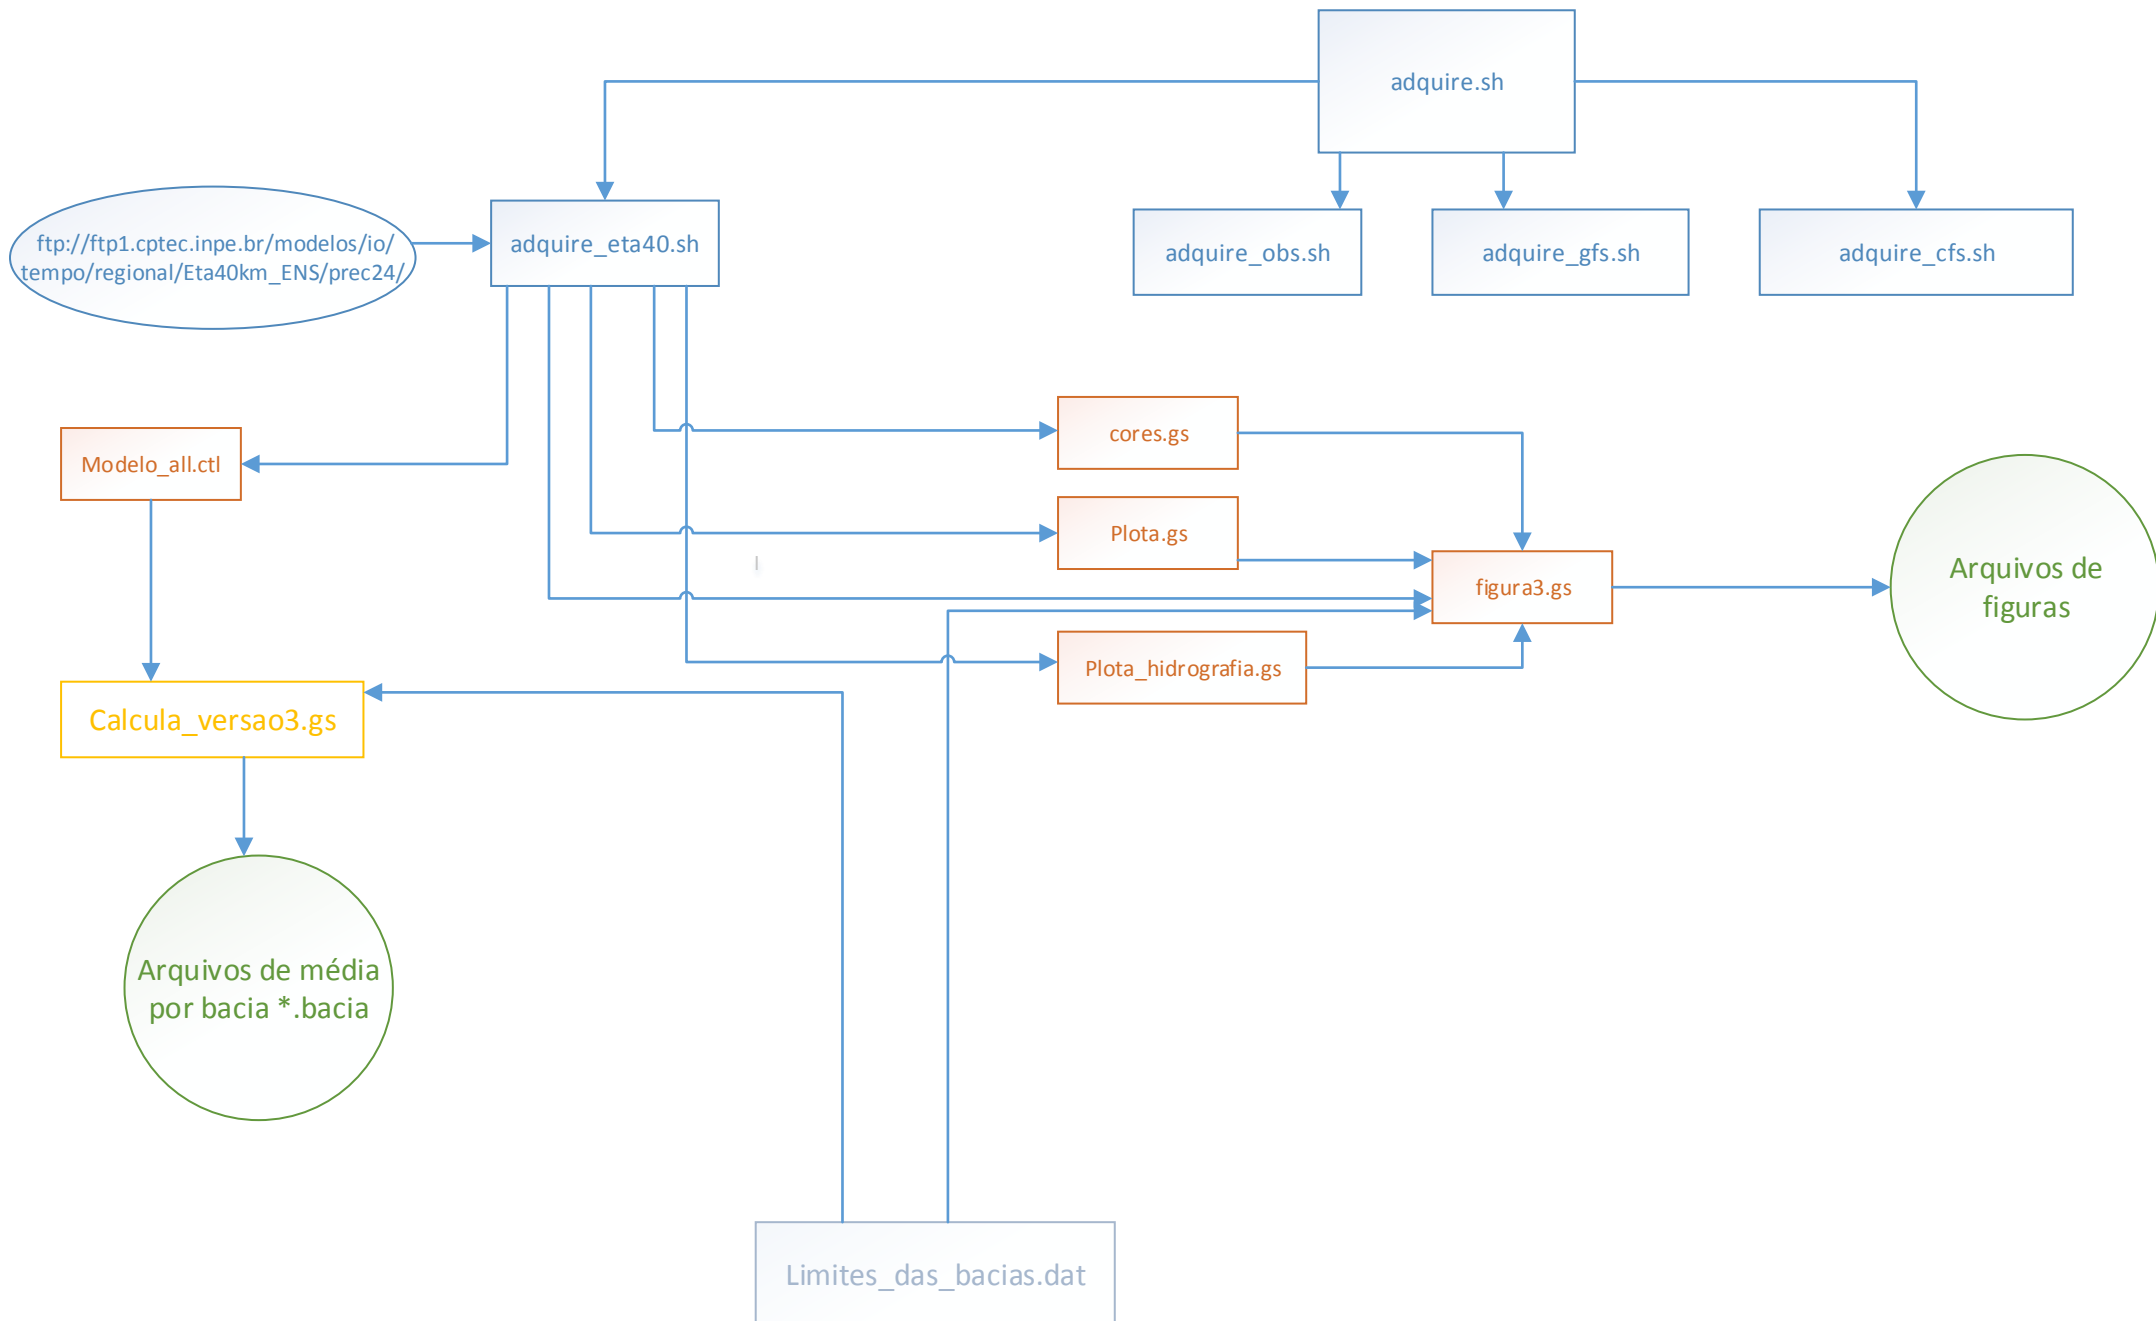 adquire.sh
ftp://ftp1.cptec.inpe.br/modelos/io/
tempo/regional/Eta40km_ENS/prec24/
adquire_eta40.sh
adquire_obs.sh
adquire_gfs.sh
adquire_cfs.sh
cores.gs
Modelo_all.ctl
Plota.gs
figura3.gs
Arquivos de
figuras
Plota_hidrografia.gs
Calcula_versao3.gs
Arquivos de média
por bacia *.bacia
Limites_das_bacias.dat